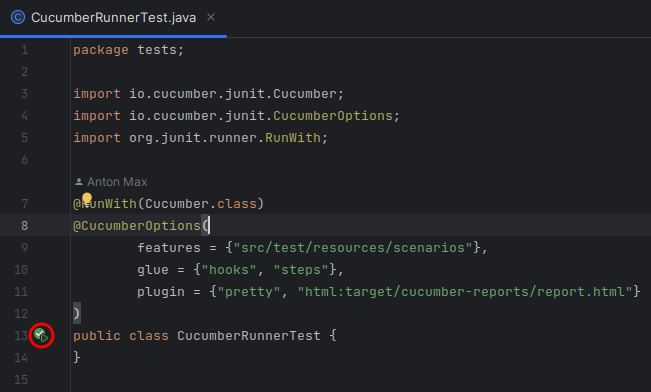 CucumberRunnerTest.java
1 package tests;
2
3 import io.cucumber.junit.Cucumber;
4 import io.cucumber.junit.CucumberOptions;
5 import org.junit.runner.RunWith;
6
Anton Max
7 @RunWith(Cucumber.class)
8 @CucumberOptions(
9 features = {"src/test/resources/scenarios"},
10 glue = {"hooks", "steps"},
11 plugin = {"pretty", "html:target/cucumber-reports/report.html"}
12 )
13 public class CucumberRunnerTest {
14 }
15